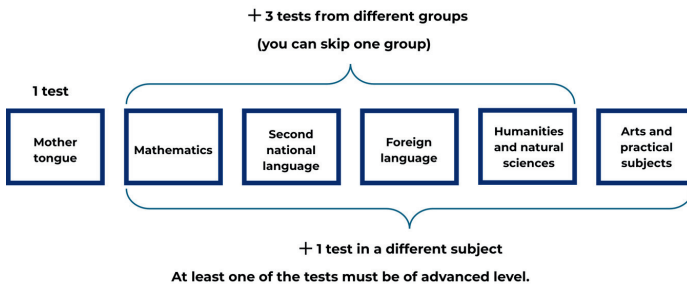 + 3 tests from different groups
(you can skip one group)
1 test
Mother
tongue
Mathematics
Second
national
language
Foreign
language
Humanities
and natural
sciences
Arts and
practical
subjects
+ 1 test in a different subject
At least one of the tests must be of advanced level.